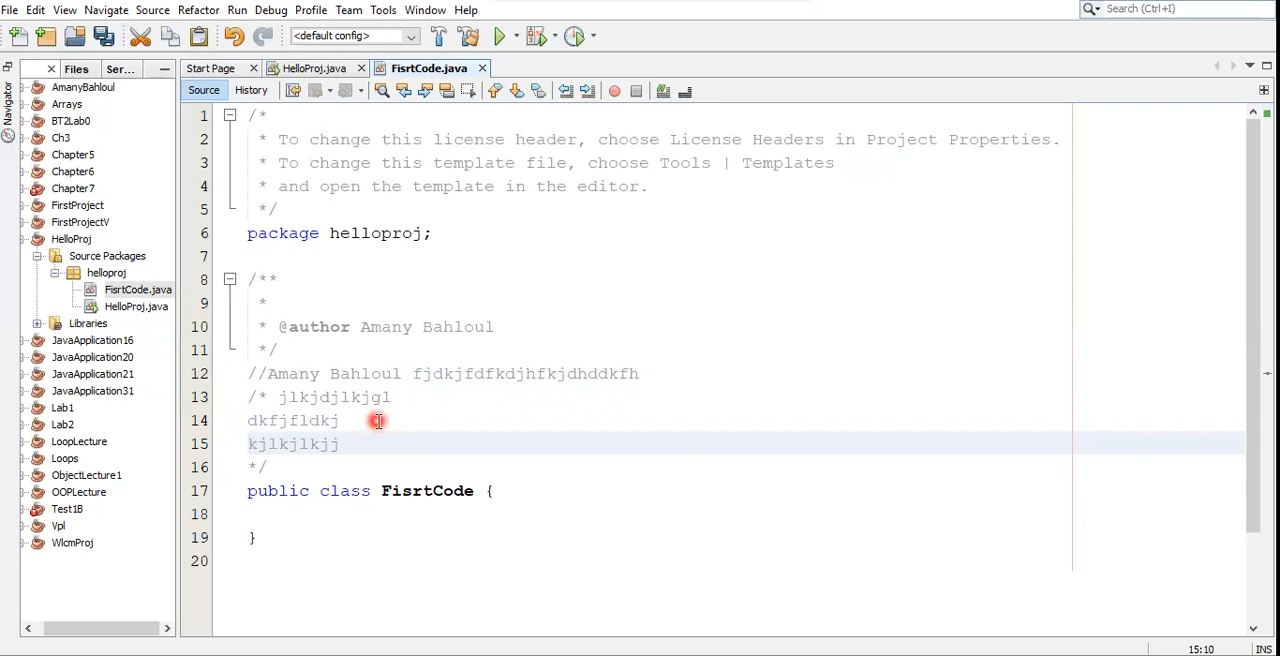 File Edit View Navigate Source Refactor Run Debug Profile Team Tools Window Help
Search (Ctrl+I)
<default config>
Files Ser...
Start Page HelloProj.java FisrtCode.java
Navigator
Source History
AmanyBahloul
Arrays
BT2Lab0
Ch3
Chapter5
Chapter6
Chapter7
FirstProject
FirstProjectV
HelloProj
Source Packages
helloproj
FisrtCode.java
HelloProj.java
Libraries
JavaApplication16
JavaApplication20
JavaApplication21
JavaApplication31
Lab1
Lab2
LoopLecture
Loops
ObjectLecture1
OOPLecture
Test1B
Vpl
WlcmProj
1 /*
2 * To change this license header, choose License Headers in Project Properties.
3 * To change this template file, choose Tools | Templates
4 * and open the template in the editor.
5 */
6 package helloproj;
7
8 /**
9 *
10 * @author Amany Bahloul
11 */
12 //Amany Bahloul fjdkjfdfkdjhfkjdhddkfh
13 /* jlkjdjlkjgl
14 dkfjfldkj
15 kjlkjlkjj
16 */
17 public class FisrtCode {
18
19 }
20
15:10 INS